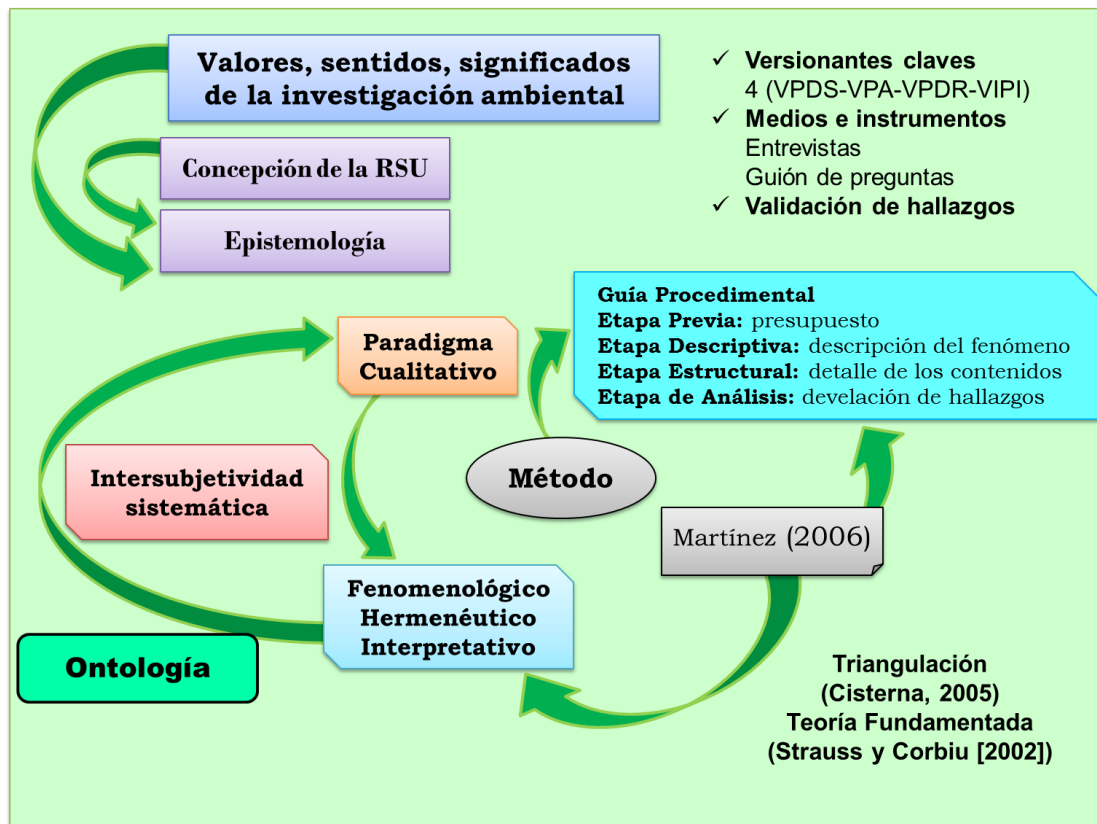 Valores, sentidos, significados
de la investigación ambiental
Concepción de la RSU
Epistemología
✓ Versionantes claves
4 (VPDS-VPA-VPDR-VIPI)
✓ Medios e instrumentos
Entrevistas
Guión de preguntas
✓ Validación de hallazgos
Guía Procedimental
Etapa Previa: presupuesto
Etapa Descriptiva: descripción del fenómeno
Etapa Estructural: detalle de los contenidos
Etapa de Análisis: develación de hallazgos
Paradigma
Cualitativo
Intersubjetividad
sistemática
Método
Martínez (2006)
Fenomenológico
Hermenéutico
Interpretativo
Ontología
Triangulación
(Cisterna, 2005)
Teoría Fundamentada
(Strauss y Corbiu [2002])